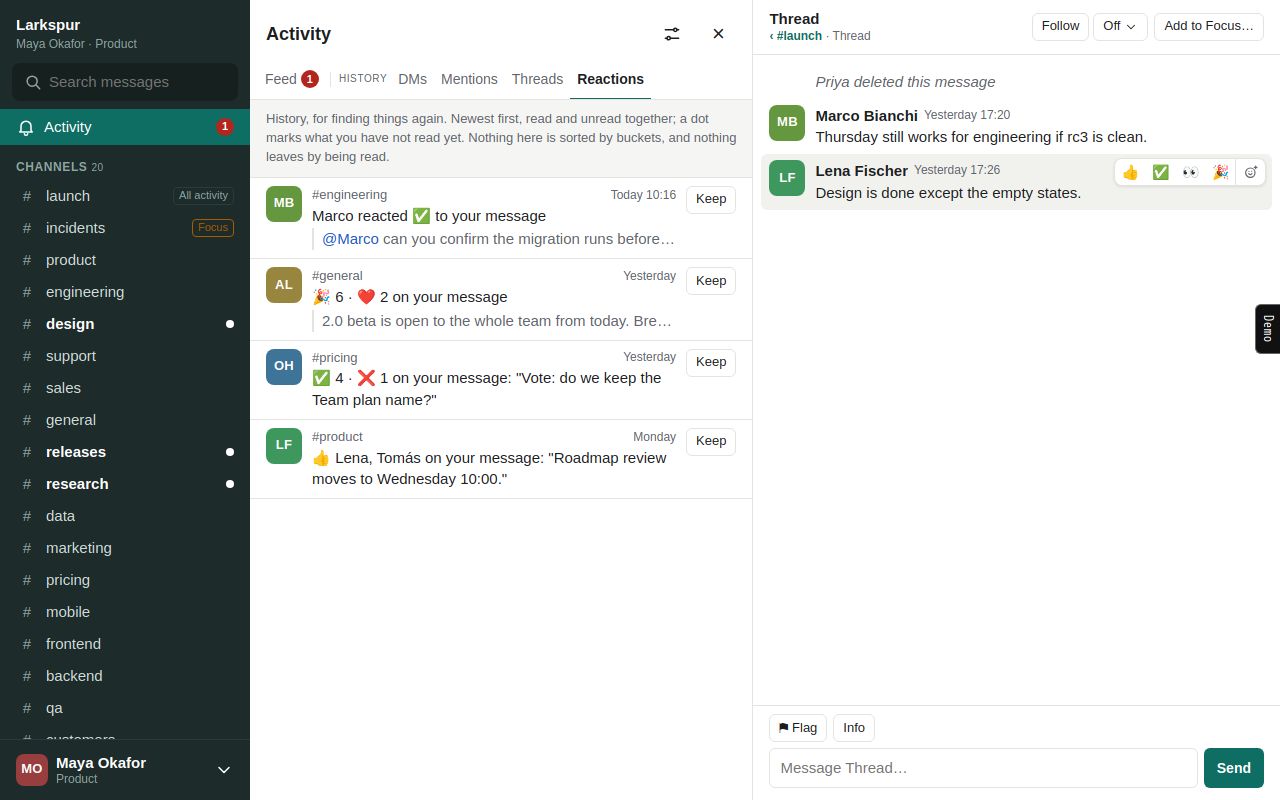 Larkspur
Maya Okafor · Product
Search messages
Activity 1
CHANNELS 20
# launch All activity
# incidents Focus
# product
# engineering
# design
# support
# sales
# general
# releases
# research
# data
# marketing
# pricing
# mobile
# frontend
# backend
# qa
# customers
MO Maya Okafor
Product
Activity
Feed 1 HISTORY DMs Mentions Threads Reactions
History, for finding things again. Newest first, read and unread together; a dot
marks what you have not read yet. Nothing here is sorted by buckets, and nothing
leaves by being read.
MB #engineering Today 10:16 Keep
Marco reacted ✅ to your message
@Marco can you confirm the migration runs before…
AL #general Yesterday Keep
🎉 6 · ❤️ 2 on your message
2.0 beta is open to the whole team from today. Bre…
OH #pricing Yesterday Keep
✅ 4 · ❌ 1 on your message: "Vote: do we keep the
Team plan name?"
LF #product Monday Keep
👍 Lena, Tomás on your message: "Roadmap review
moves to Wednesday 10:00."
Thread
‹ #launch · Thread
Follow Off Add to Focus…
Priya deleted this message
MB Marco Bianchi Yesterday 17:20
Thursday still works for engineering if rc3 is clean.
LF Lena Fischer Yesterday 17:26
Design is done except the empty states.
Demo
Flag Info
Message Thread… Send